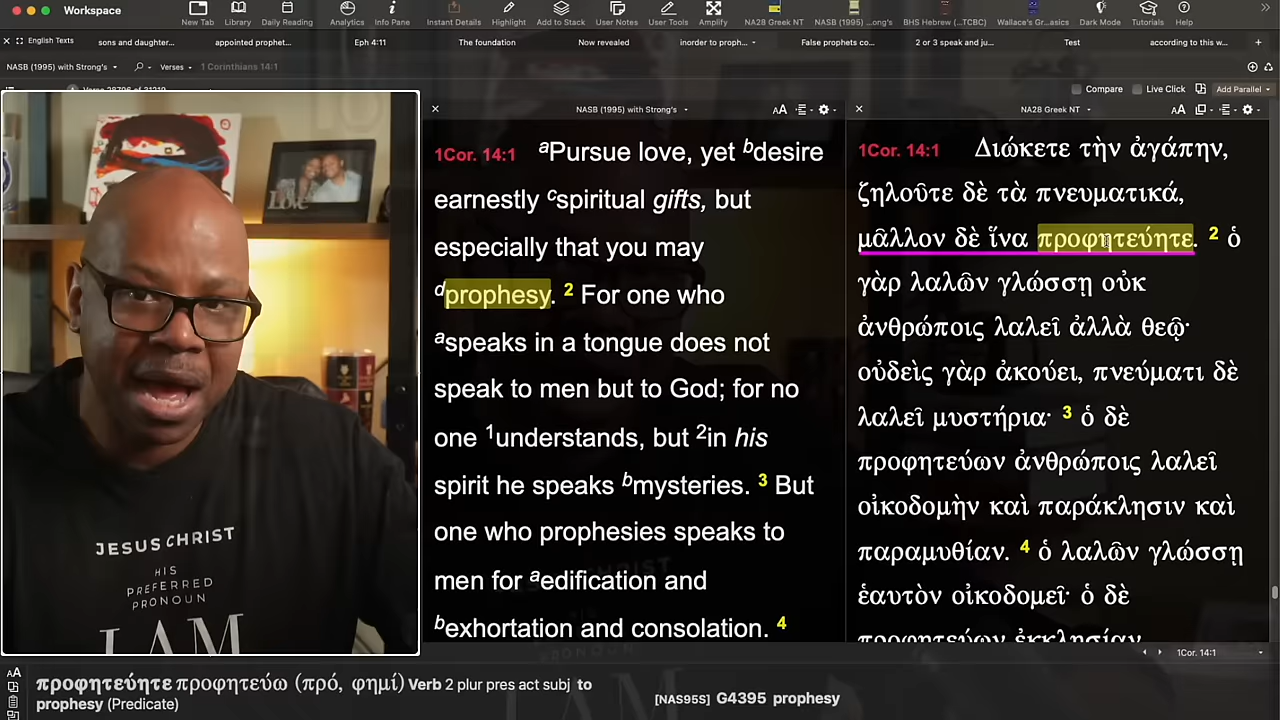 Workspace
New Tab
Library
Daily Reading
Analytics
Info Pane
Instant Details
Highlight
Add to Stack
User Notes
User Tools
Amplify
NA28 Greek NT
NASB (1995) ...ong's
BHS Hebrew (...TCBC)
Wallace's Gr...asics
Dark Mode
Tutorials
Help
English Texts
sons and daughter...
appointed prophet...
Eph 4:11
The foundation
Now revealed
inorder to proph...
False prophets co...
2 or 3 speak and ju...
Test
according to this w...
NASB (1995) with Strong's
Verses
1 Corinthians 14:1
Compare
Live Click
Add Parallel
NASB (1995) with Strong's
AA
1Cor. 14:1 aPursue love, yet bdesire
earnestly cspiritual gifts, but
especially that you may
dprophesy. 2 For one who
aspeaks in a tongue does not
speak to men but to God; for no
one 1understands, but 2in his
spirit he speaks bmysteries. 3 But
one who prophesies speaks to
men for aedification and
bexhortation and consolation. 4
NA28 Greek NT
AA
1Cor. 14:1 Διώκετε τὴν ἀγάπην,
ζηλοῦτε δὲ τὰ πνευματικά,
μᾶλλον δὲ ἵνα προφητεύητε. 2 ὁ
γὰρ λαλῶν γλώσσῃ οὐκ
ἀνθρώποις λαλεῖ ἀλλὰ θεῷ·
οὐδεὶς γὰρ ἀκούει, πνεύματι δὲ
λαλεῖ μυστήρια· 3 ὁ δὲ
προφητεύων ἀνθρώποις λαλεῖ
οἰκοδομὴν καὶ παράκλησιν καὶ
παραμυθίαν. 4 ὁ λαλῶν γλώσσῃ
ἑαυτὸν οἰκοδομεῖ· ὁ δὲ
προφητεύων ἐκκλησίαν
1Cor. 14:1
JESUS CHRIST
HIS
PREFERRED
PRONOUN
I AM
Love
AA
προφητεύητε προφητεύω (πρό, φημί) Verb 2 plur pres act subj to
prophesy (Predicate)
[NAS95S] G4395 prophesy